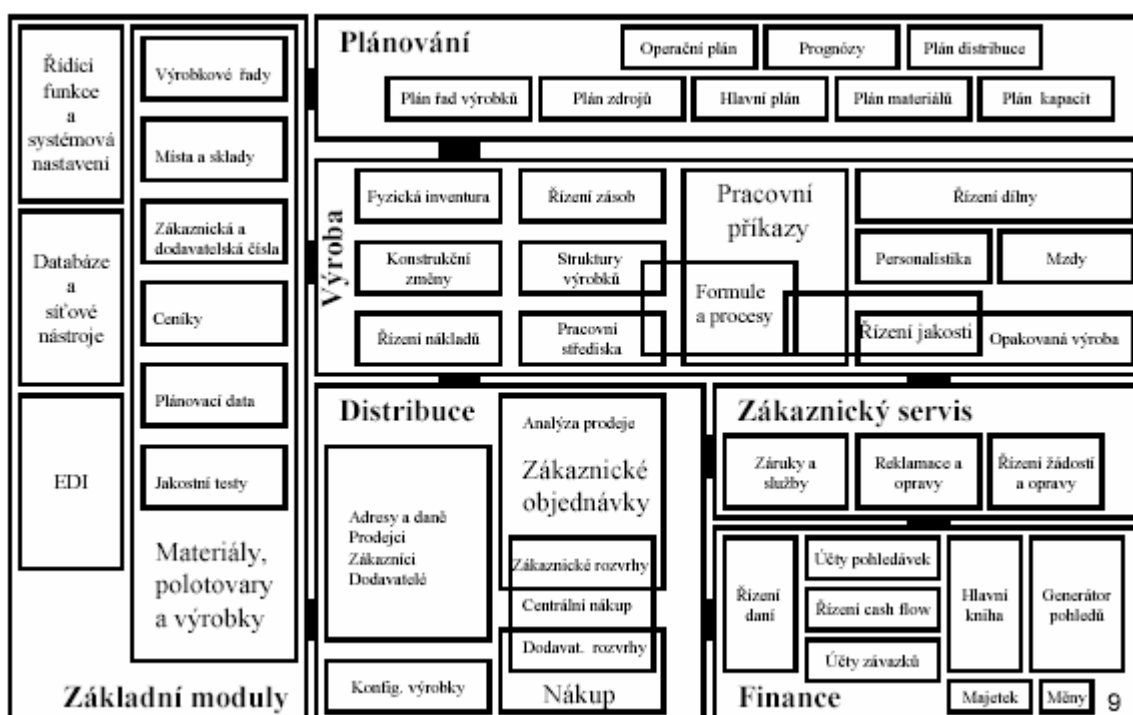 Řídící
funkce
a
systémová
nastavení
Databáze
a
síťové
nástroje
EDI
Výrobkové řady
Místa a sklady
Zákaznická a
dodavatelská čísla
Ceníky
Plánovací data
Jakostní testy
Materiály,
polotovary
a výrobky
Základní moduly
Plánování
Operační plán
Prognózy
Plán distribuce
Plán řad výrobků
Plán zdrojů
Hlavní plán
Plán materiálů
Plán kapacit
Výroba
Fyzická inventura
Řízení zásob
Konstrukční
změny
Struktury
výrobků
Řízení nákladů
Pracovní
střediska
Pracovní
příkazy
Formule
a procesy
Řízení dílny
Personalistika
Mzdy
Řízení jakosti
Opakovaná výroba
Distribuce
Adresy a daně
Prodejci
Zákazníci
Dodavatelé
Konfig. výrobky
Analýza prodeje
Zákaznické
objednávky
Zákaznické rozvrhy
Centrální nákup
Dodavat. rozvrhy
Nákup
Zákaznický servis
Záruky a
služby
Reklamace a
opravy
Řízení žádostí
a opravy
Řízení
daní
Účty pohledávek
Řízení cash flow
Účty závazků
Hlavní
kniha
Generátor
pohledů
Finance
Majetek
Měny
9